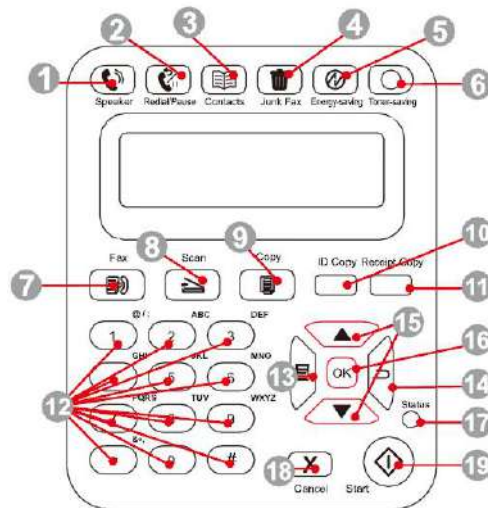 2 3 4 5
1 6
Speaker Redial/Pause Contacts Junk Fax Energy-saving Toner-saving
10
Fax 8 Scan 9 Copy ID Copy Receipt Copy
7 11
@/: ABC DEF
1 2 3 15
GHI JKL MNO 16
5 6 13 OK 14
12
PQRS TUV WXYZ Status
17
&*,
# 18 X 19
Cancel Start